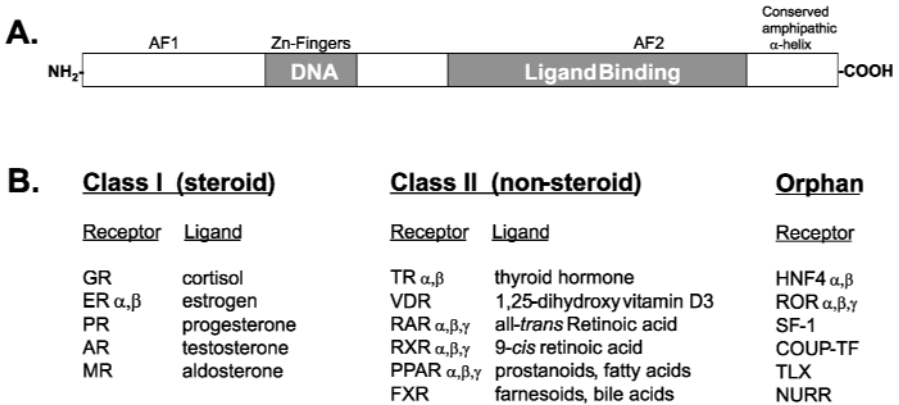 A.
AF1 Zn-Fingers AF2 Conserved
amphipathic
α-helix
NH2- DNA Ligand Binding -COOH
B. Class I (steroid) Class II (non-steroid) Orphan
Receptor Ligand Receptor Ligand Receptor
GR cortisol TR α,β thyroid hormone HNF4 α,β
ER α,β estrogen VDR 1,25-dihydroxyvitamin D3 ROR α,β,γ
PR progesterone RAR α,β,γ all-trans Retinoic acid SF-1
AR testosterone RXR α,β,γ 9-cis retinoic acid COUP-TF
MR aldosterone PPAR α,β,γ prostanoids, fatty acids TLX
FXR farnesoids, bile acids NURR